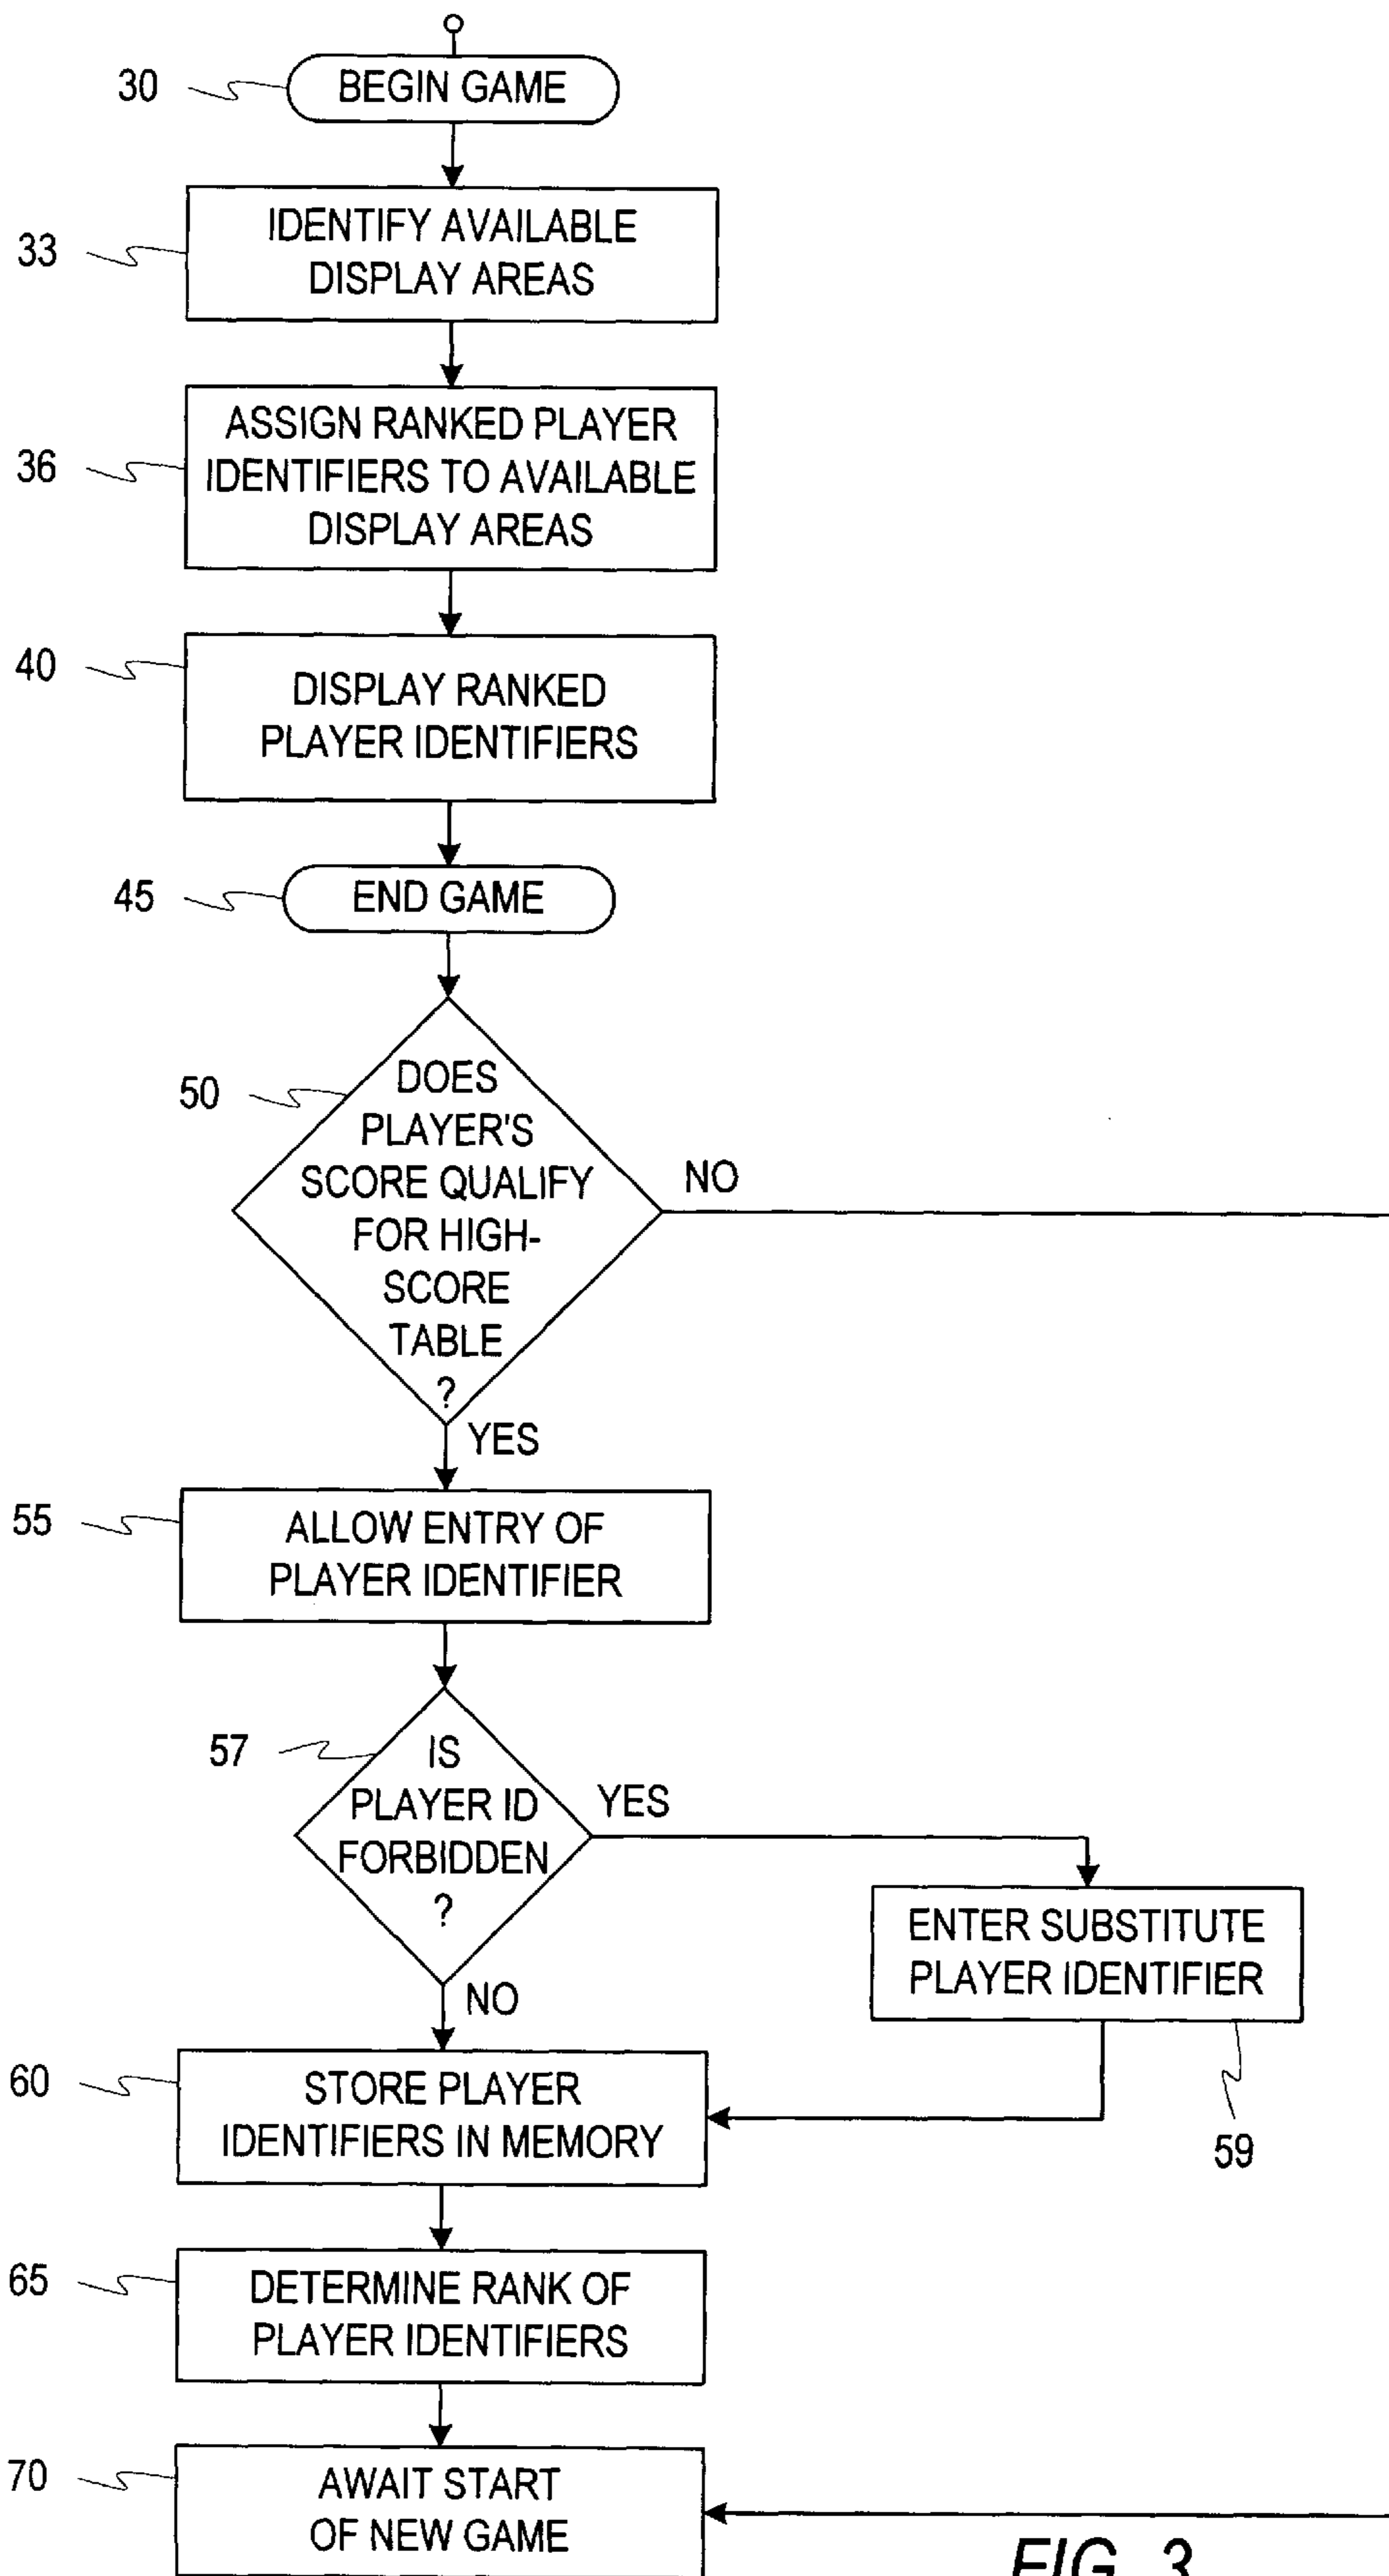 30
BEGIN GAME
33
IDENTIFY AVAILABLE
DISPLAY AREAS
36
ASSIGN RANKED PLAYER
IDENTIFIERS TO AVAILABLE
DISPLAY AREAS
40
DISPLAY RANKED
PLAYER IDENTIFIERS
45
END GAME
50
DOES
PLAYER'S
SCORE QUALIFY
FOR HIGH-
SCORE
TABLE
?
NO
YES
55
ALLOW ENTRY OF
PLAYER IDENTIFIER
57
IS
PLAYER ID
FORBIDDEN
?
YES
ENTER SUBSTITUTE
PLAYER IDENTIFIER
59
NO
60
STORE PLAYER
IDENTIFIERS IN MEMORY
65
DETERMINE RANK OF
PLAYER IDENTIFIERS
70
AWAIT START
OF NEW GAME
FIG. 3